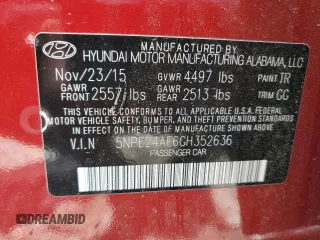 MANUFACTURED BY
HYUNDAI MOTOR MANUFACTURING ALABAMA, LLC
Nov/23/15 GVWR 4497 lbs PAINT TR
GAWR FRONT 2557 lbs GAWR REAR 2513 lbs TRIM GG
THIS VEHICLE CONFORMS TO ALL APPLICABLE
U.S. FEDERAL MOTOR VEHICLE SAFETY, BUMPER,
AND THEFT PREVENTION STANDARDS IN EFFECT
ON THE DATE OF MANUFACTURE SHOWN ABOVE.
V.I.N 5NPE24AF6GH352636
PASSENGER CAR
DREAMBID